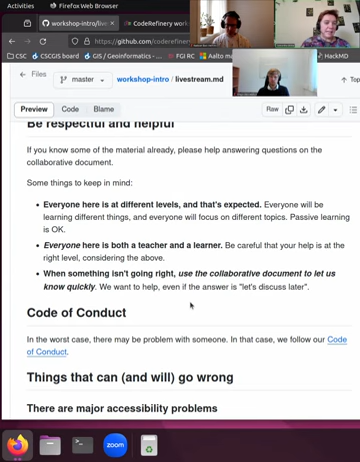 Activities Firefox Web Browser
workshop-intro/live
CodeRefinery wor
https://github.com/coderefinery
CSC
CSCGIS board
GIS / Geoinformatics -
FGI RC
Aalto ma
HackMD
Files
master
workshop-intro / livestream.md
Top
Preview Code Blame
Raw
Be respectful and helpful
If you know some of the material already, please help answering questions on the
collaborative document.
Some things to keep in mind:
Everyone here is at different levels, and that's expected. Everyone will be
learning different things, and everyone will focus on different topics. Passive learning
is OK.
Everyone here is both a teacher and a learner. Be careful that your help is at the
right level, considering the above.
When something isn't going right, use the collaborative document to let us
know quickly. We want to help, even if the answer is "let's discuss later".
Code of Conduct
In the worst case, there may be problem with someone. In that case, we follow our Code
of Conduct.
Things that can (and will) go wrong
There are major accessibility problems
zoom